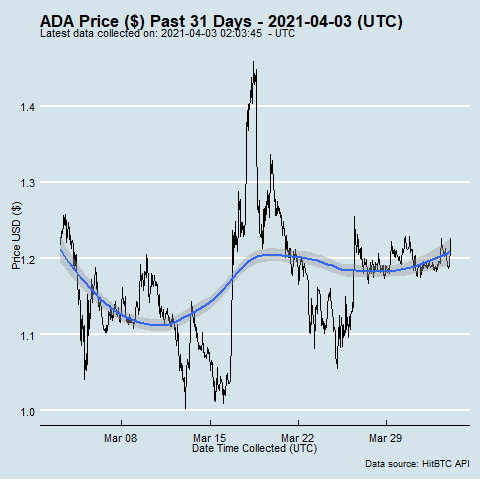 ADA Price ($) Past 31 Days - 2021-04-03 (UTC)
Latest data collected on: 2021-04-03 02:03:45 - UTC
Price USD ($)
1.4
1.3
1.2
1.1
1.0
Mar 08 Mar 15 Mar 22 Mar 29
Date Time Collected (UTC)
Data source: HitBTC API